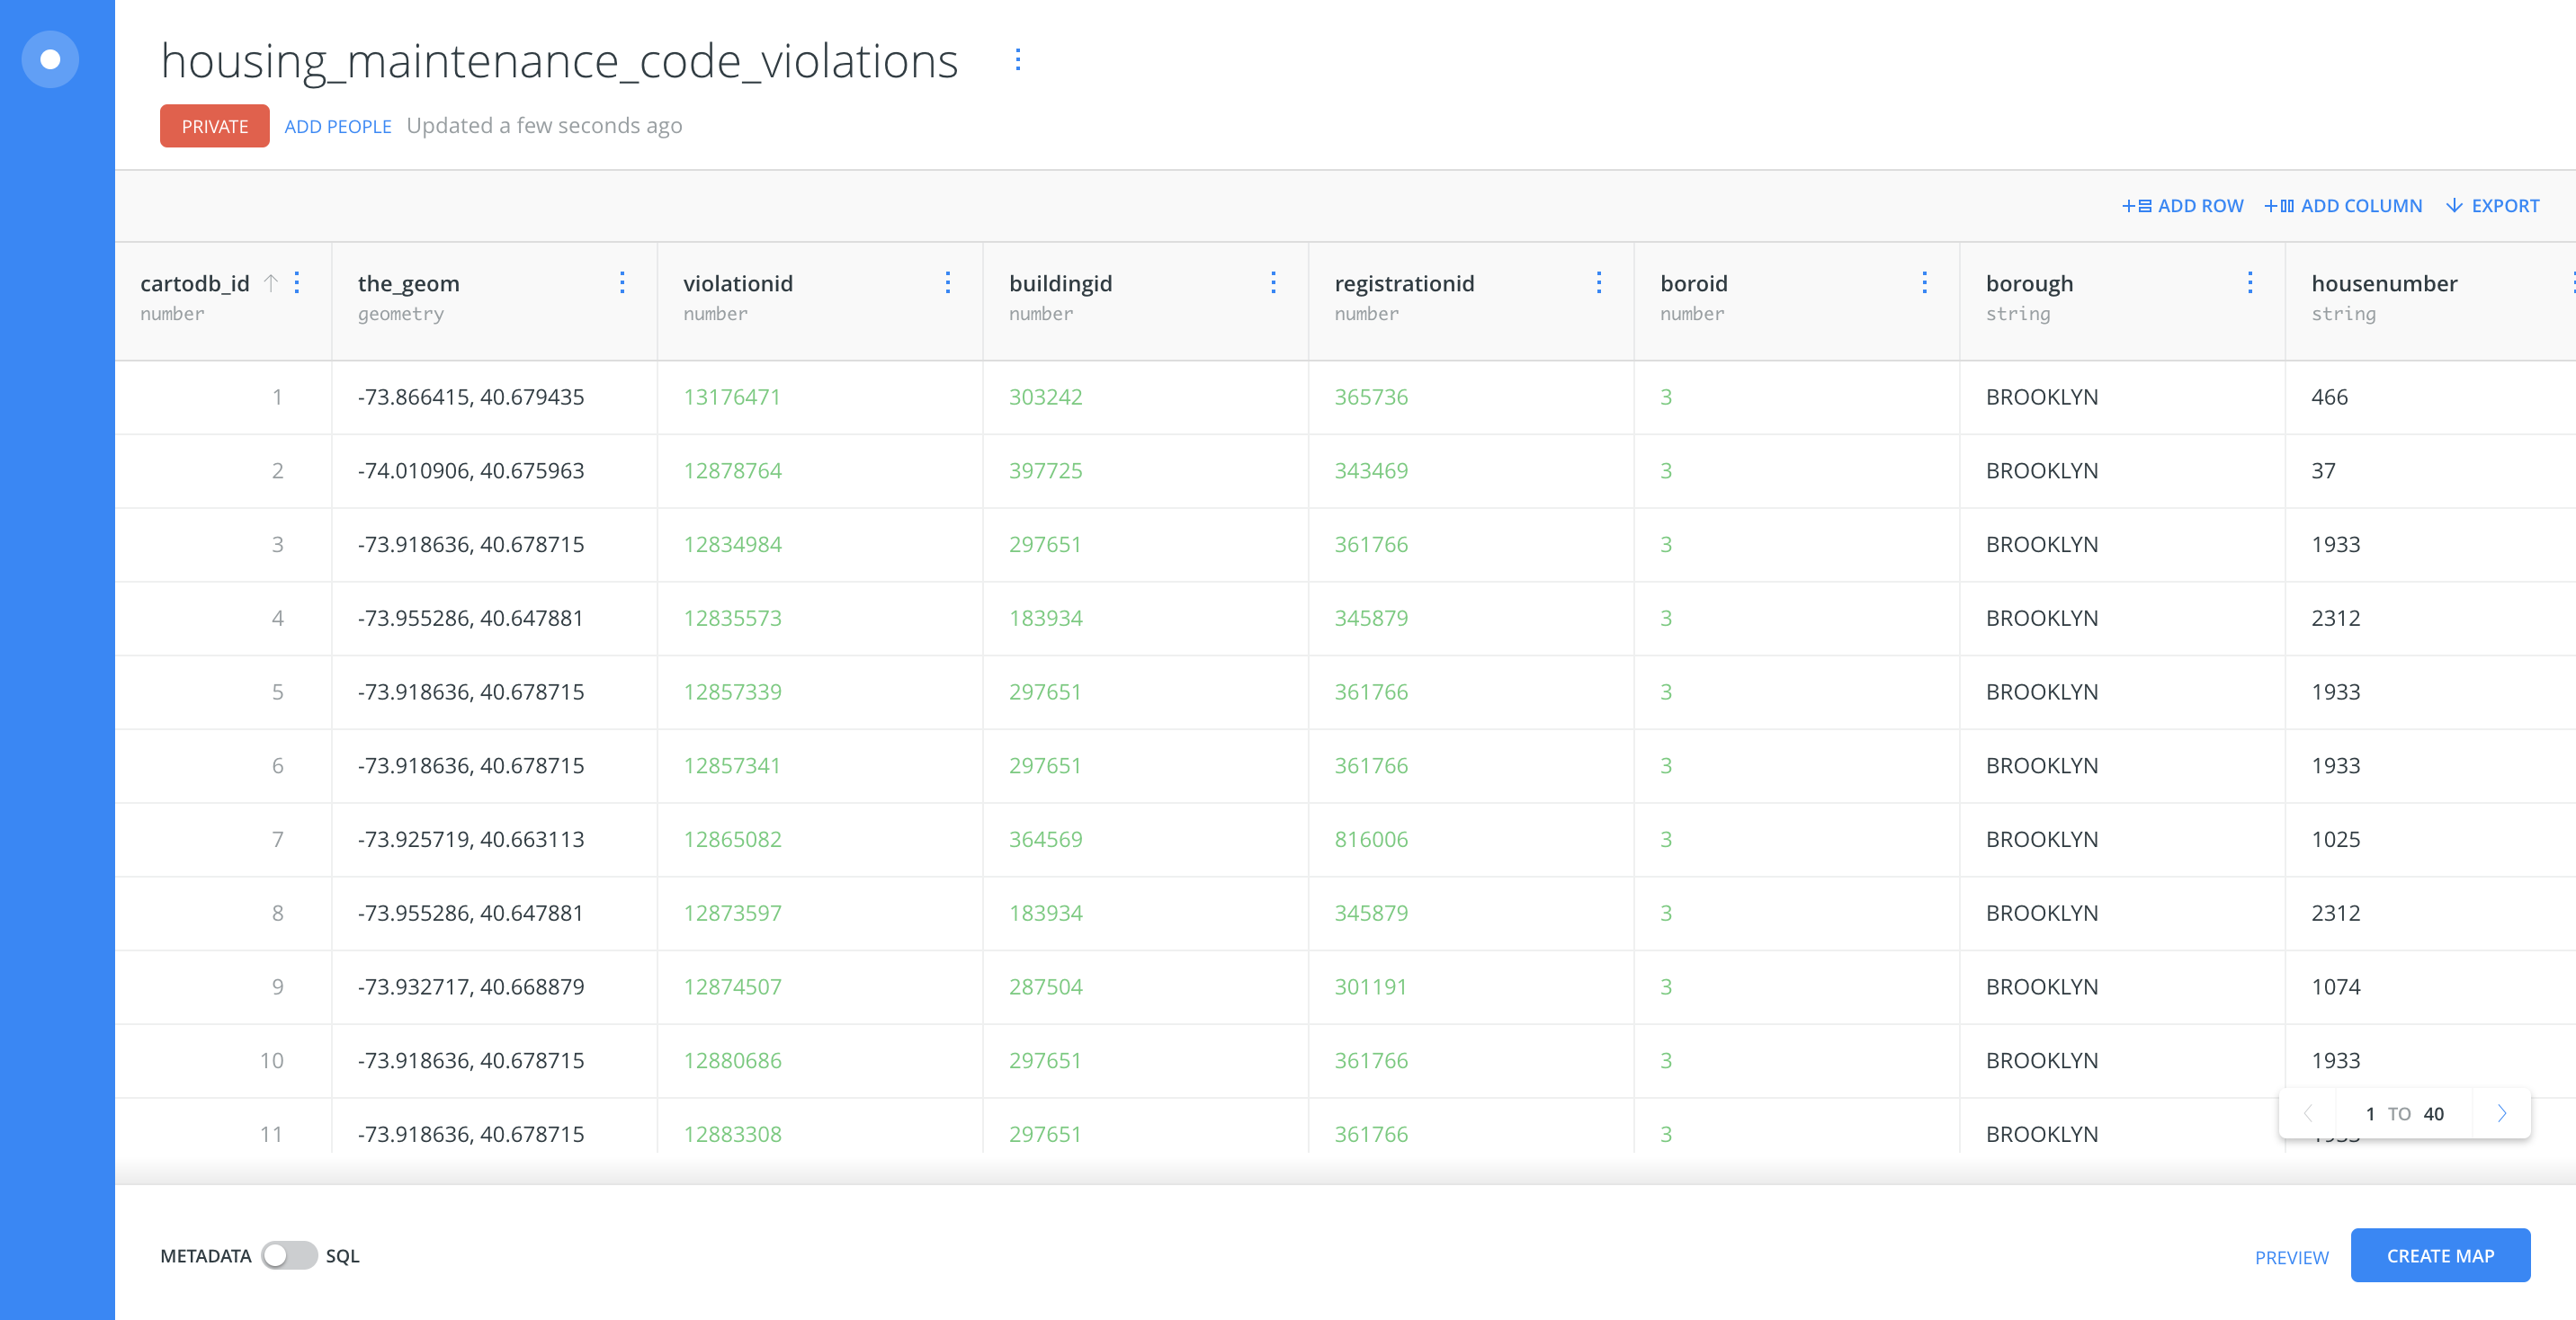 housing_maintenance_code_violations
PRIVATE ADD PEOPLE Updated a few seconds ago
ADD ROW ADD COLUMN EXPORT
cartodb_id the_geom violationid buildingid registrationid boroid borough housenumber
number geometry number number number number string string
1 -73.866415, 40.679435 13176471 303242 365736 3 BROOKLYN 466
2 -74.010906, 40.675963 12878764 397725 343469 3 BROOKLYN 37
3 -73.918636, 40.678715 12834984 297651 361766 3 BROOKLYN 1933
4 -73.955286, 40.647881 12835573 183934 345879 3 BROOKLYN 2312
5 -73.918636, 40.678715 12857339 297651 361766 3 BROOKLYN 1933
6 -73.918636, 40.678715 12857341 297651 361766 3 BROOKLYN 1933
7 -73.925719, 40.663113 12865082 364569 816006 3 BROOKLYN 1025
8 -73.955286, 40.647881 12873597 183934 345879 3 BROOKLYN 2312
9 -73.932717, 40.668879 12874507 287504 301191 3 BROOKLYN 1074
10 -73.918636, 40.678715 12880686 297651 361766 3 BROOKLYN 1933
1 TO 40
11 -73.918636, 40.678715 12883308 297651 361766 3 BROOKLYN
METADATA SQL PREVIEW CREATE MAP